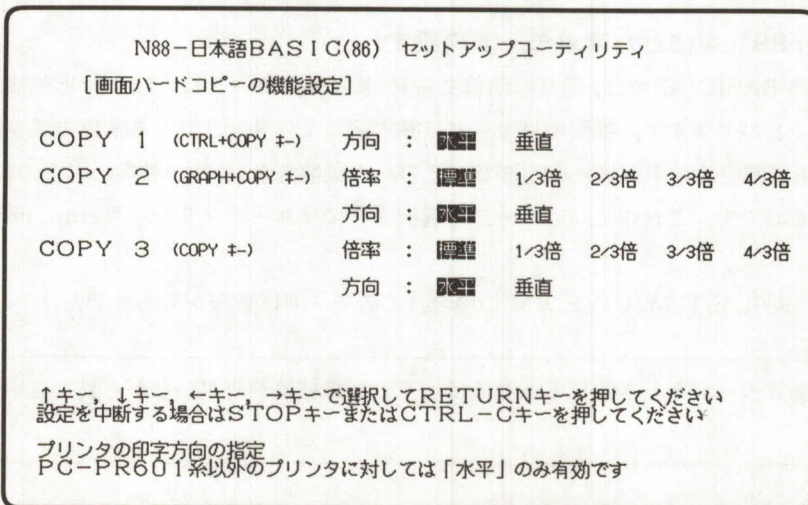 N88-日本語BASIC(86) セットアップユーティリティ
[画面ハードコピーの機能設定]
COPY 1 (CTRL+COPY キー) 方向 : 水平 垂直
COPY 2 (GRAPH+COPY キー) 倍率 : 標準 1/3倍 2/3倍 3/3倍 4/3倍
方向 : 水平 垂直
COPY 3 (COPY キー) 倍率 : 標準 1/3倍 2/3倍 3/3倍 4/3倍
方向 : 水平 垂直
↑キー, ↓キー, ←キー, →キーで選択してRETURNキーを押してください
設定を中断する場合はSTOPキーまたはCTRL-Cキーを押してください
プリンタの印字方向の指定
PC-PR601系以外のプリンタに対しては「水平」のみ有効です